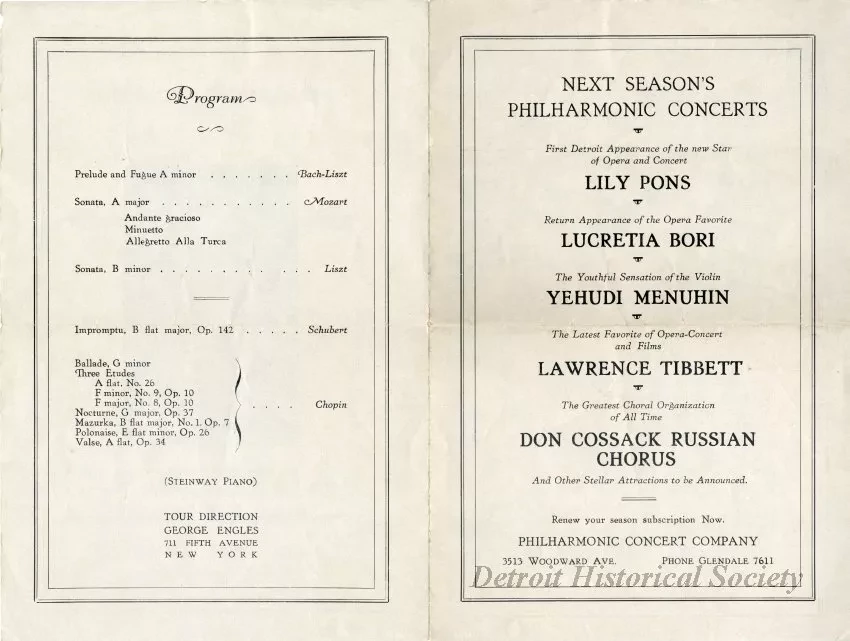 Program
Prelude and Fugue A minor . . . . . . . Bach-Liszt
Sonata, A major . . . . . . . . . . . Mozart
Andante gracioso
Minuetto
Allegretto Alla Turca
Sonata, B minor . . . . . . . . . . . . Liszt
Impromptu, B flat major, Op. 142 . . . . . Schubert
Ballade, G minor
Three Etudes
A flat, No. 26
F minor, No. 9, Op. 10
F major, No. 8, Op. 10
Nocturne, G major, Op. 37
Mazurka, B flat major, No. 1, Op. 7
Polonaise, E flat minor, Op. 26
Valse, A flat, Op. 34
. . . . Chopin
(Steinway Piano)
TOUR DIRECTION
GEORGE ENGLES
711 FIFTH AVENUE
NEW YORK
NEXT SEASON'S
PHILHARMONIC CONCERTS
First Detroit Appearance of the new Star
of Opera and Concert
LILY PONS
Return Appearance of the Opera Favorite
LUCRETIA BORI
The Youthful Sensation of the Violin
YEHUDI MENUHIN
The Latest Favorite of Opera-Concert
and Films
LAWRENCE TIBBETT
The Greatest Choral Organization
of All Time
DON COSSACK RUSSIAN
CHORUS
And Other Stellar Attractions to be Announced.
Renew your season subscription Now.
PHILHARMONIC CONCERT COMPANY
3513 Woodward Ave. Phone Glendale 7611
Detroit Historical Society